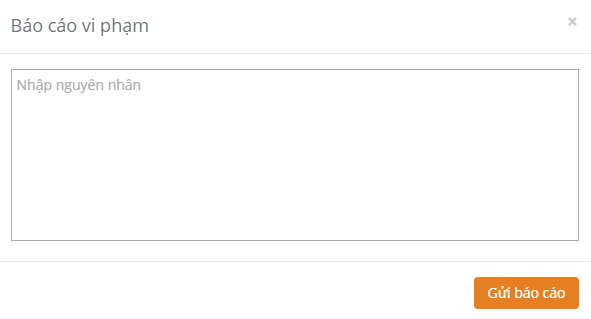 Báo cáo vi phạm
×
Nhập nguyên nhân
Gửi báo cáo